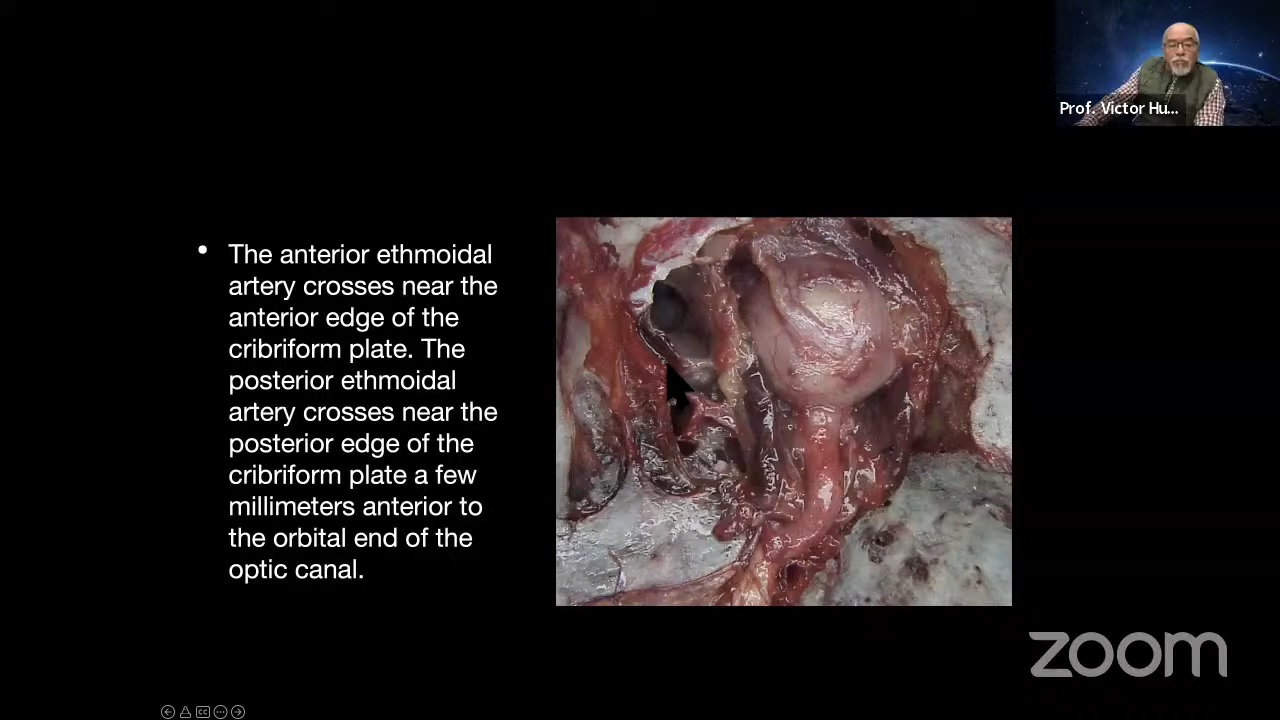 Prof. Victor Hu...
• The anterior ethmoidal
artery crosses near the
anterior edge of the
cribriform plate. The
posterior ethmoidal
artery crosses near the
posterior edge of the
cribriform plate a few
millimeters anterior to
the orbital end of the
optic canal.
zoom
CC